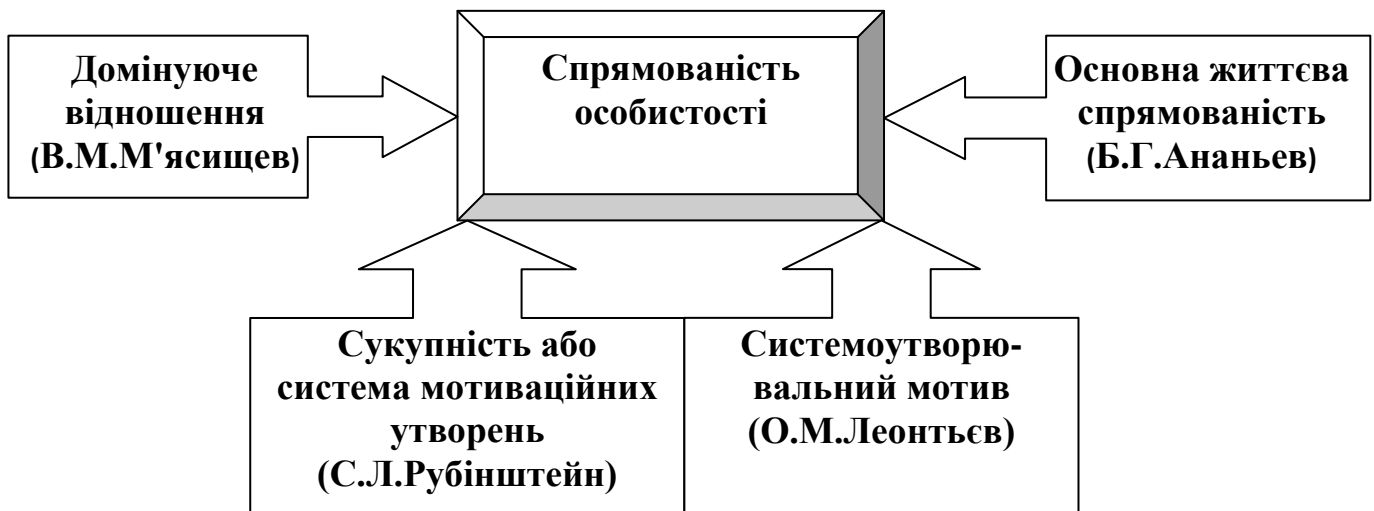 Домінуюче
відношення
(В.М.М'ясищев)
Спрямованість
особистості
Основна життєва
спрямованість
(Б.Г.Ананьев)
Сукупність або
система мотиваційних
утворень
(С.Л.Рубінштейн)
Системоутворю-
вальний мотив
(О.М.Леонтьєв)